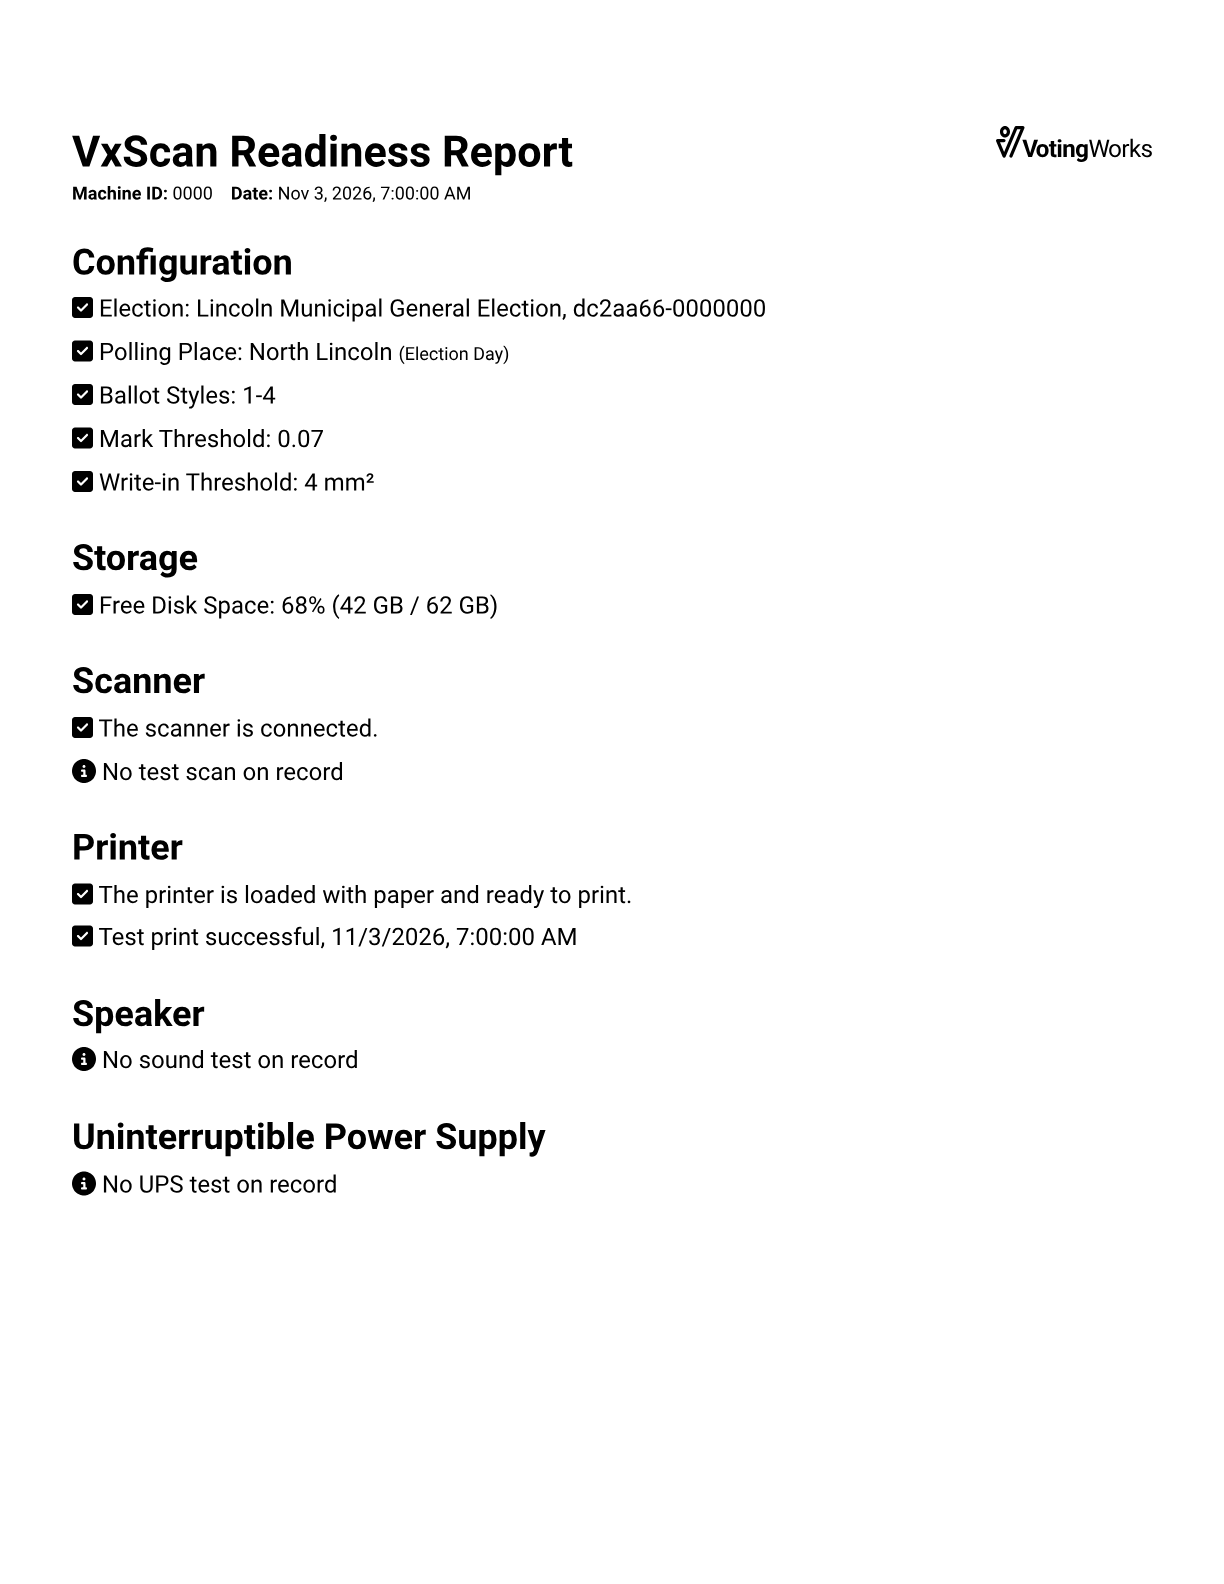 VxScan Readiness Report
VotingWorks
Machine ID: 0000 Date: Nov 3, 2026, 7:00:00 AM
Configuration
Election: Lincoln Municipal General Election, dc2aa66-0000000
Polling Place: North Lincoln (Election Day)
Ballot Styles: 1-4
Mark Threshold: 0.07
Write-in Threshold: 4 mm²
Storage
Free Disk Space: 68% (42 GB / 62 GB)
Scanner
The scanner is connected.
No test scan on record
Printer
The printer is loaded with paper and ready to print.
Test print successful, 11/3/2026, 7:00:00 AM
Speaker
No sound test on record
Uninterruptible Power Supply
No UPS test on record